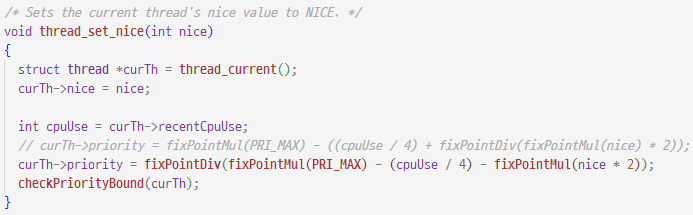 /* Sets the current thread's nice value to NICE. */
void thread_set_nice(int nice)
{
  struct thread *curTh = thread_current();
  curTh->nice = nice;

  int cpuUse = curTh->recentCpuUse;
  // curTh->priority = fixPointMul(PRI_MAX) - ((cpuUse / 4) + fixPointDiv(fixPointMul(nice) * 2));
  curTh->priority = fixPointDiv(fixPointMul(PRI_MAX) - (cpuUse / 4) - fixPointMul(nice * 2));
  checkPriorityBound(curTh);
}